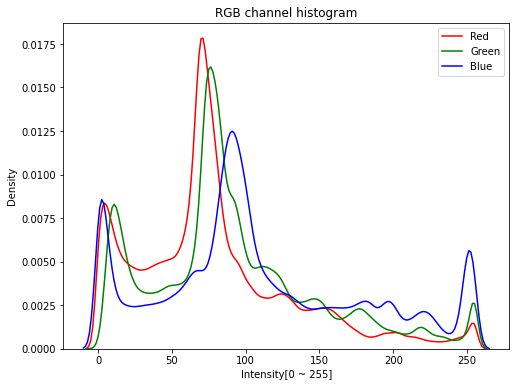 RGB channel histogram
Red
Green
Blue
Density
0.0175
0.0150
0.0125
0.0100
0.0075
0.0050
0.0025
0.0000
0 50 100 150 200 250
Intensity[0 ~ 255]